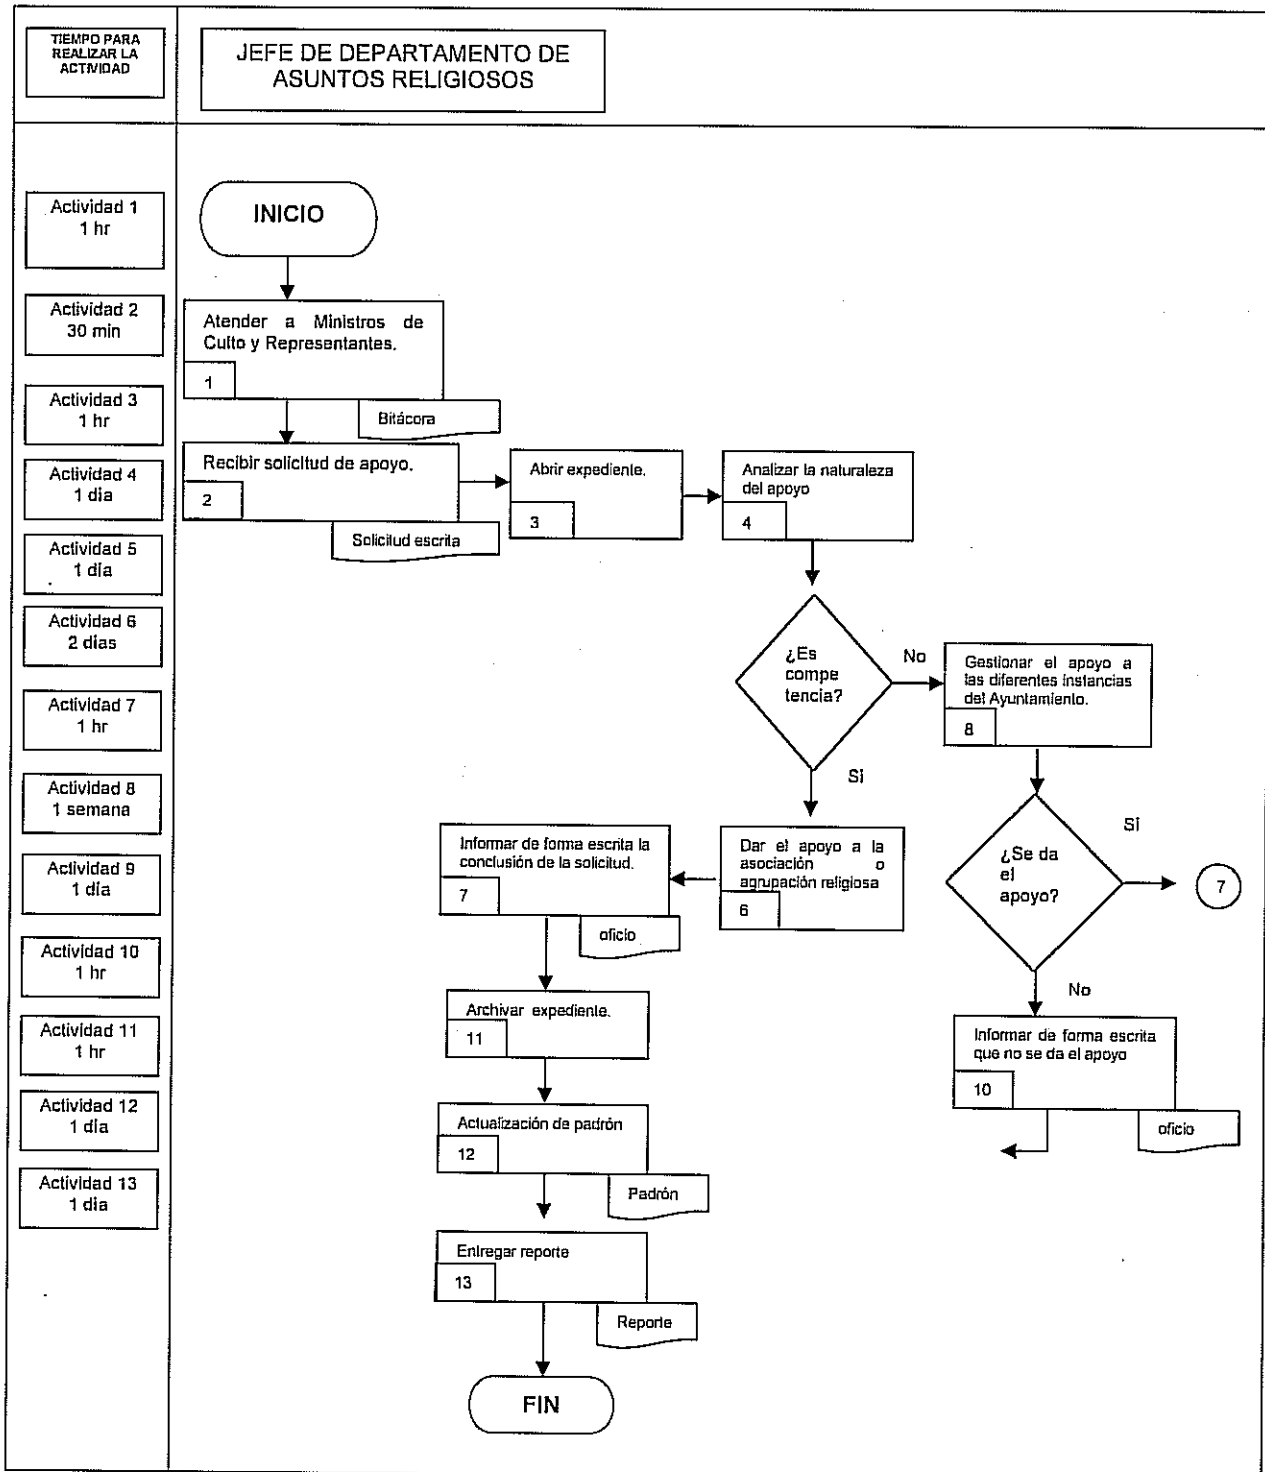 TIEMPO PARA
REALIZAR LA
ACTIVIDAD
JEFE DE DEPARTAMENTO DE
ASUNTOS RELIGIOSOS
Actividad 1
1 hr
Actividad 2
30 min
Actividad 3
1 hr
Actividad 4
1 día
Actividad 5
1 día
Actividad 6
2 días
Actividad 7
1 hr
Actividad 8
1 semana
Actividad 9
1 día
Actividad 10
1 hr
Actividad 11
1 hr
Actividad 12
1 día
Actividad 13
1 día
INICIO
Atender a Ministros de
Culto y Representantes.
1
Bitácora
Recibir solicitud de apoyo.
2
Solicitud escrita
Abrir expediente.
3
Analizar la naturaleza
del apoyo
4
¿Es
compe
tencia?
No
Si
Gestionar el apoyo a
las diferentes instancias
del Ayuntamiento.
8
¿Se da
el
apoyo?
Si
7
No
Informar de forma escrita
que no se da el apoyo
10
oficio
Dar el apoyo a la
asociación o
agrupación religiosa
6
Informar de forma escrita la
conclusión de la solicitud.
7
oficio
Archivar expediente.
11
Actualización de padrón
12
Padrón
Entregar reporte
13
Reporte
FIN